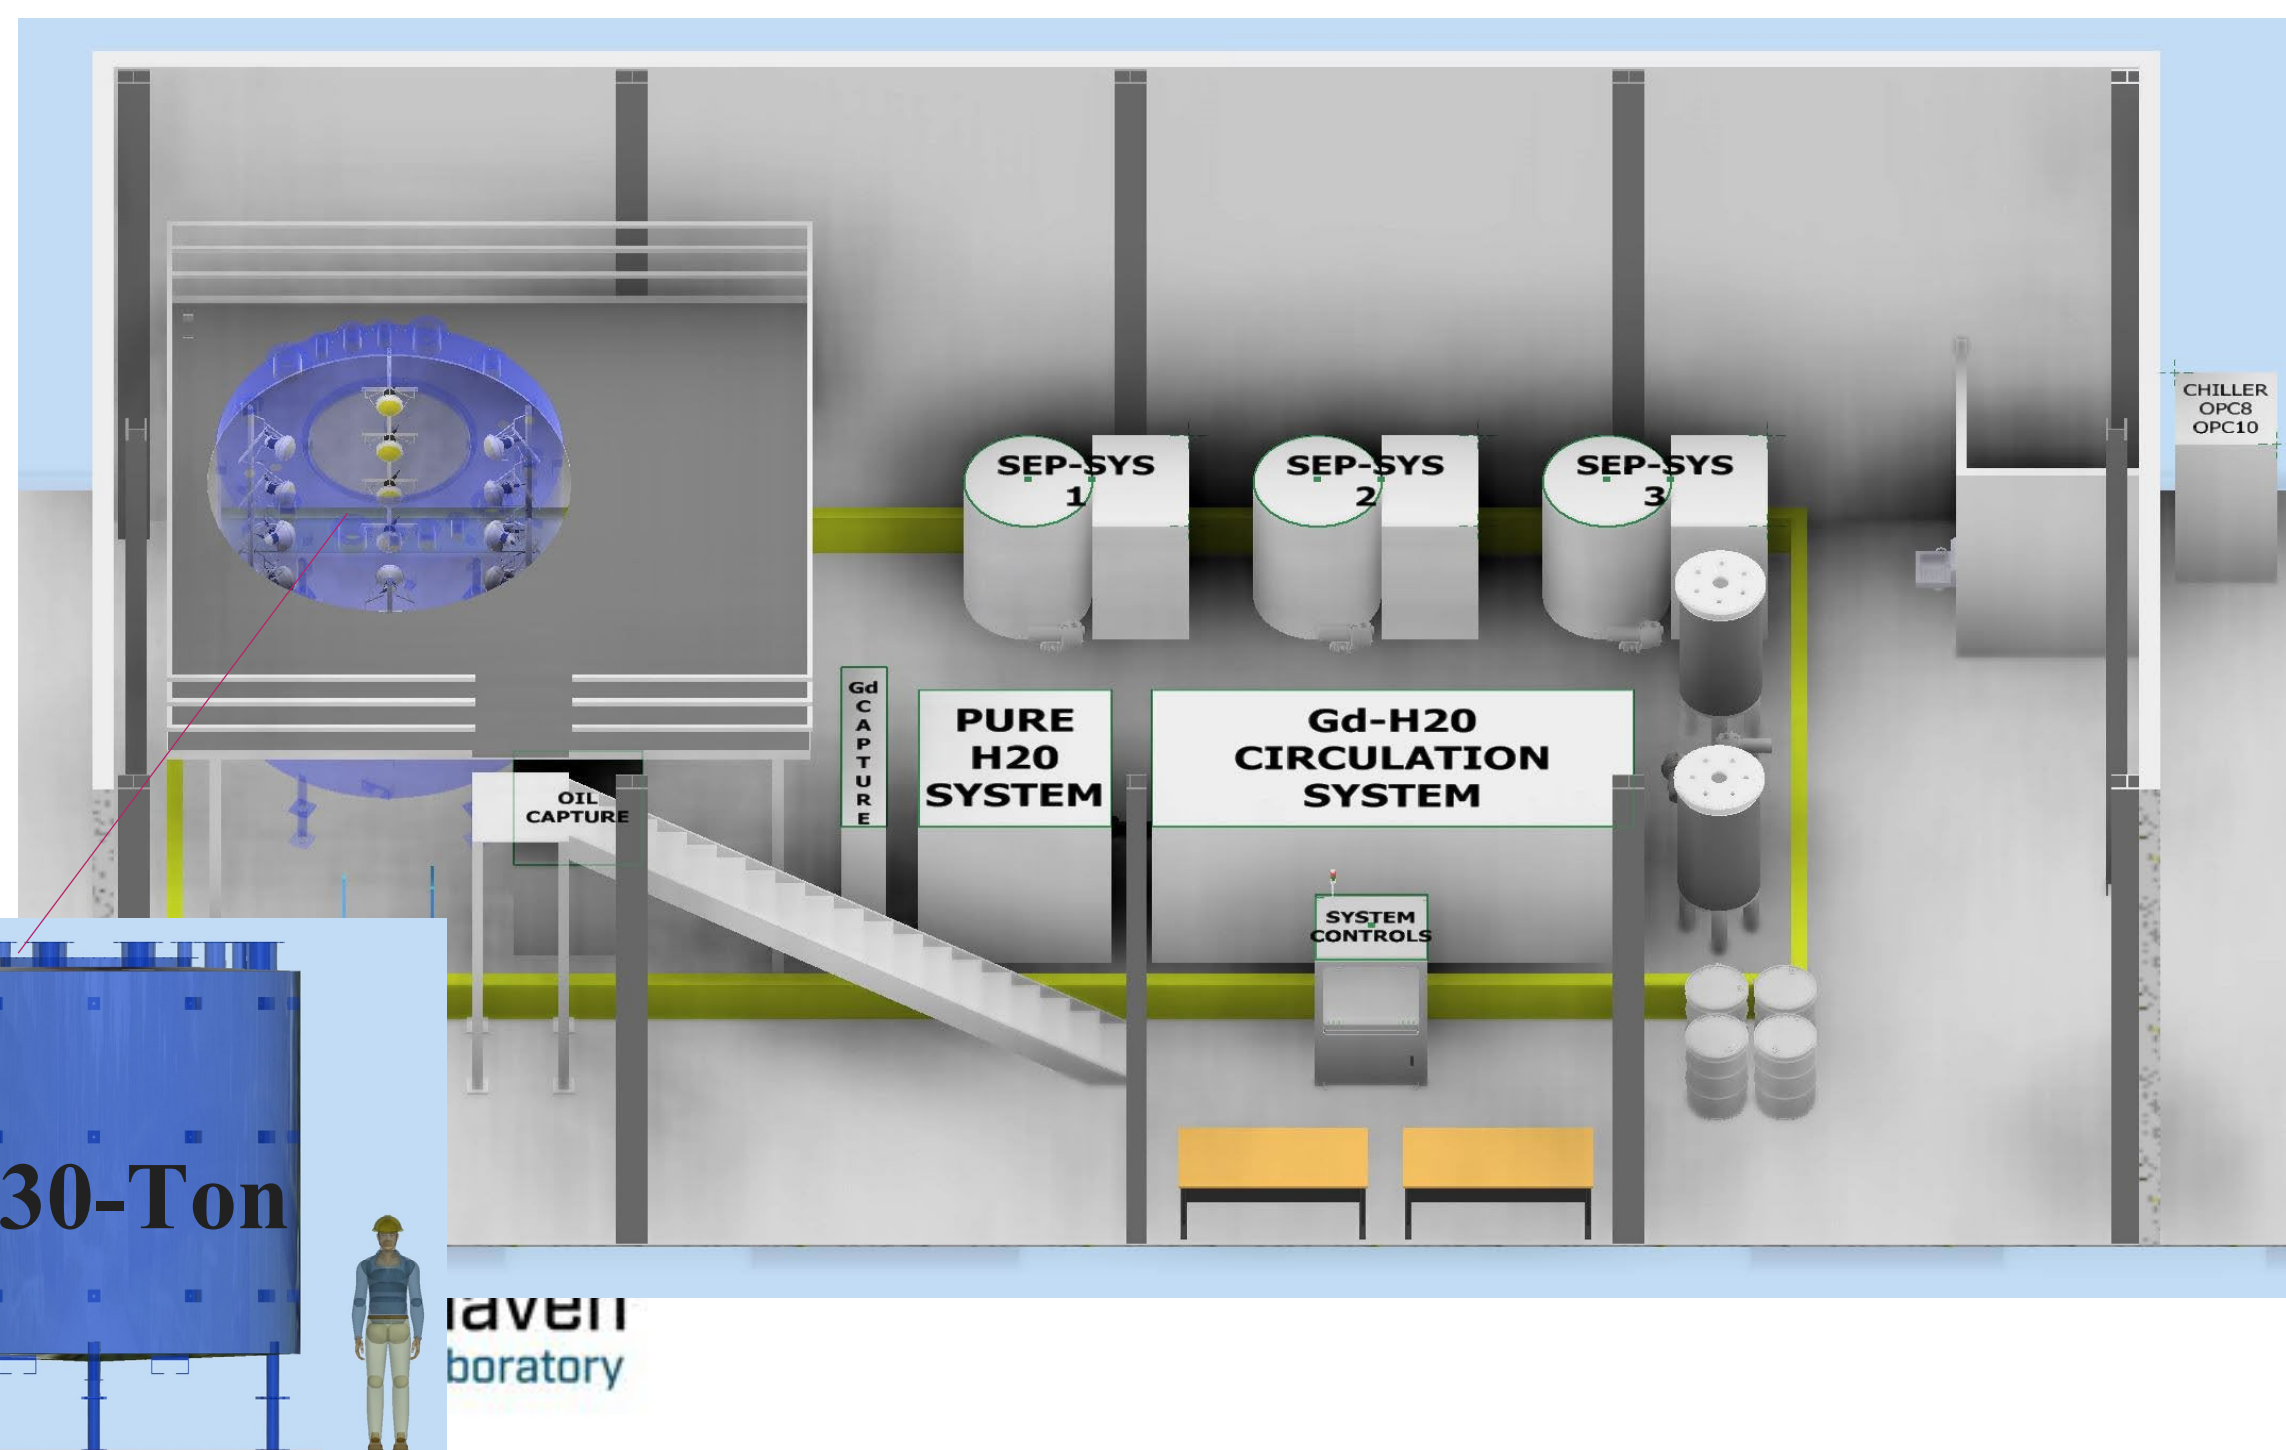 CHILLER
OPC8
OPC10
SEP-SYS
1
SEP-SYS
2
SEP-SYS
3
Gd
C
A
P
T
U
R
E
PURE
H20
SYSTEM
Gd-H20
CIRCULATION
SYSTEM
OIL
CAPTURE
SYSTEM
CONTROLS
30-Ton
boratory